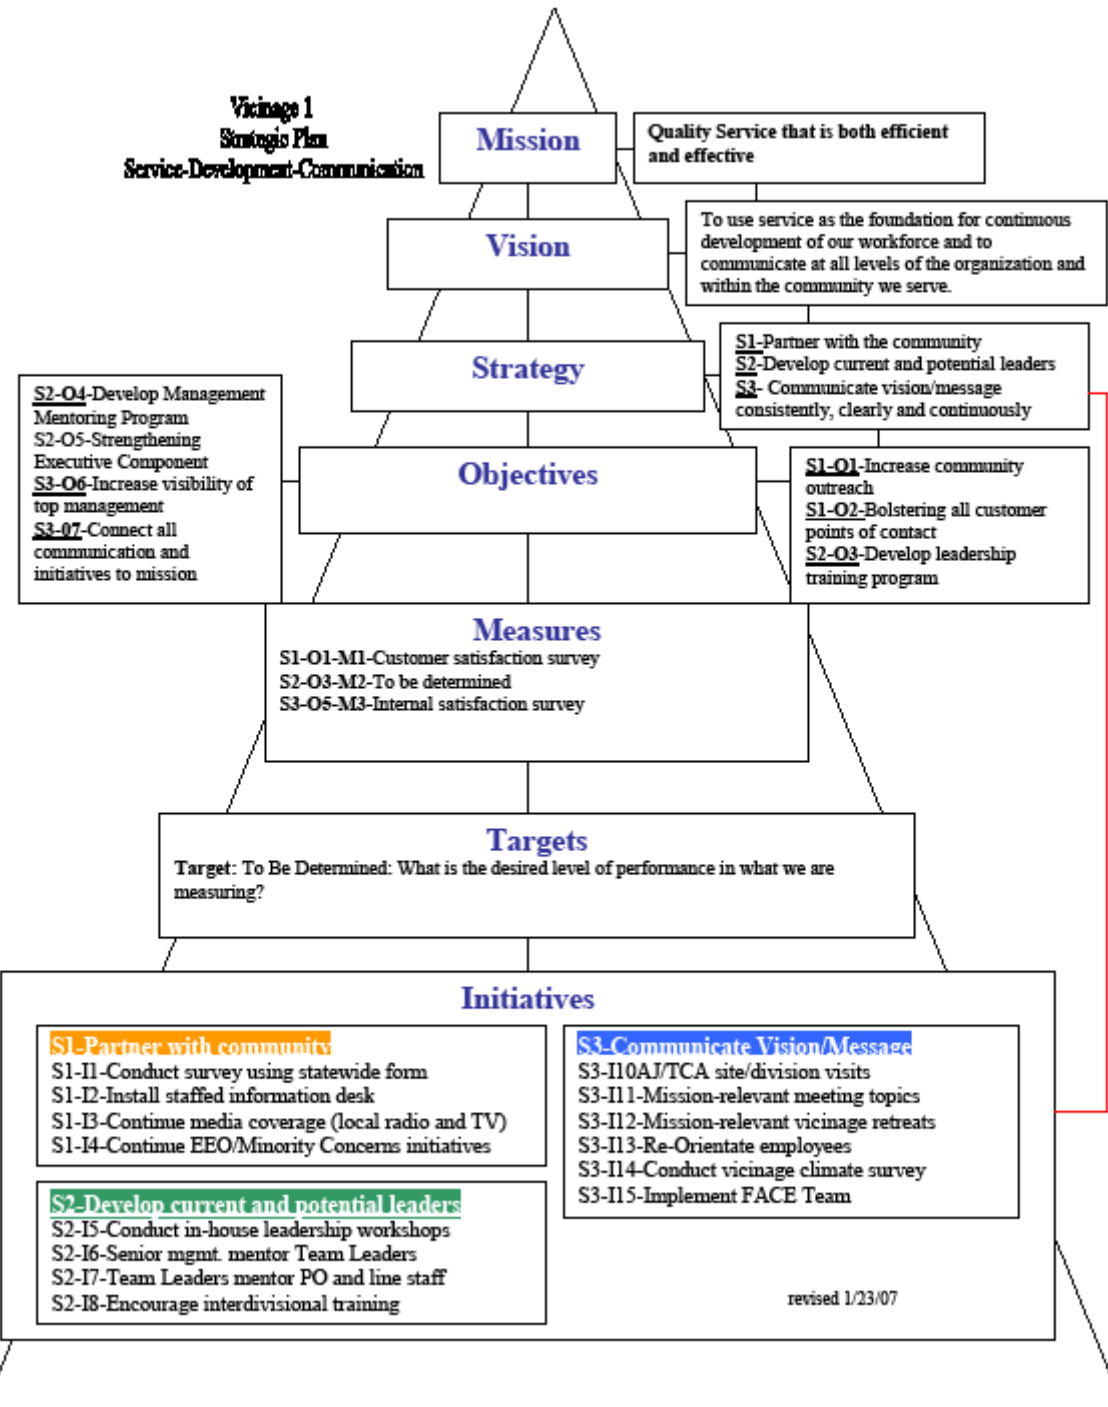 Vicinage 1
Strategic Plan
Service-Development-Communication
Mission
Quality Service that is both efficient
and effective
Vision
To use service as the foundation for continuous
development of our workforce and to
communicate at all levels of the organization and
within the community we serve.
Strategy
S1-Partner with the community
S2-Develop current and potential leaders
S3- Communicate vision/message
consistently, clearly and continuously
S2-O4-Develop Management
Mentoring Program
S2-O5-Strengthening
Executive Component
S3-O6-Increase visibility of
top management
S3-07-Connect all
communication and
initiatives to mission
Objectives
S1-O1-Increase community
outreach
S1-O2-Bolstering all customer
points of contact
S2-O3-Develop leadership
training program
Measures
S1-O1-M1-Customer satisfaction survey
S2-O3-M2-To be determined
S3-O5-M3-Internal satisfaction survey
Targets
Target: To Be Determined: What is the desired level of performance in what we are
measuring?
Initiatives
S1-Partner with community
S1-I1-Conduct survey using statewide form
S1-I2-Install staffed information desk
S1-I3-Continue media coverage (local radio and TV)
S1-I4-Continue EEO/Minority Concerns initiatives
S2-Develop current and potential leaders
S2-I5-Conduct in-house leadership workshops
S2-I6-Senior mgmt. mentor Team Leaders
S2-I7-Team Leaders mentor PO and line staff
S2-I8-Encourage interdivisional training
S3-Communicate Vision/Message
S3-I10AJ/TCA site/division visits
S3-I11-Mission-relevant meeting topics
S3-I12-Mission-relevant vicinage retreats
S3-I13-Re-Orientate employees
S3-I14-Conduct vicinage climate survey
S3-I15-Implement FACE Team
revised 1/23/07